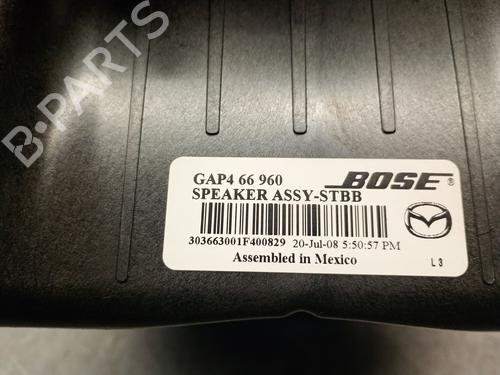 B-PARTS
GAP4 66 960
BOSE®
SPEAKER ASSY-STBB
303663001F400829 20-Jul-08 5:50:57 PM
Assembled in Mexico
L 3